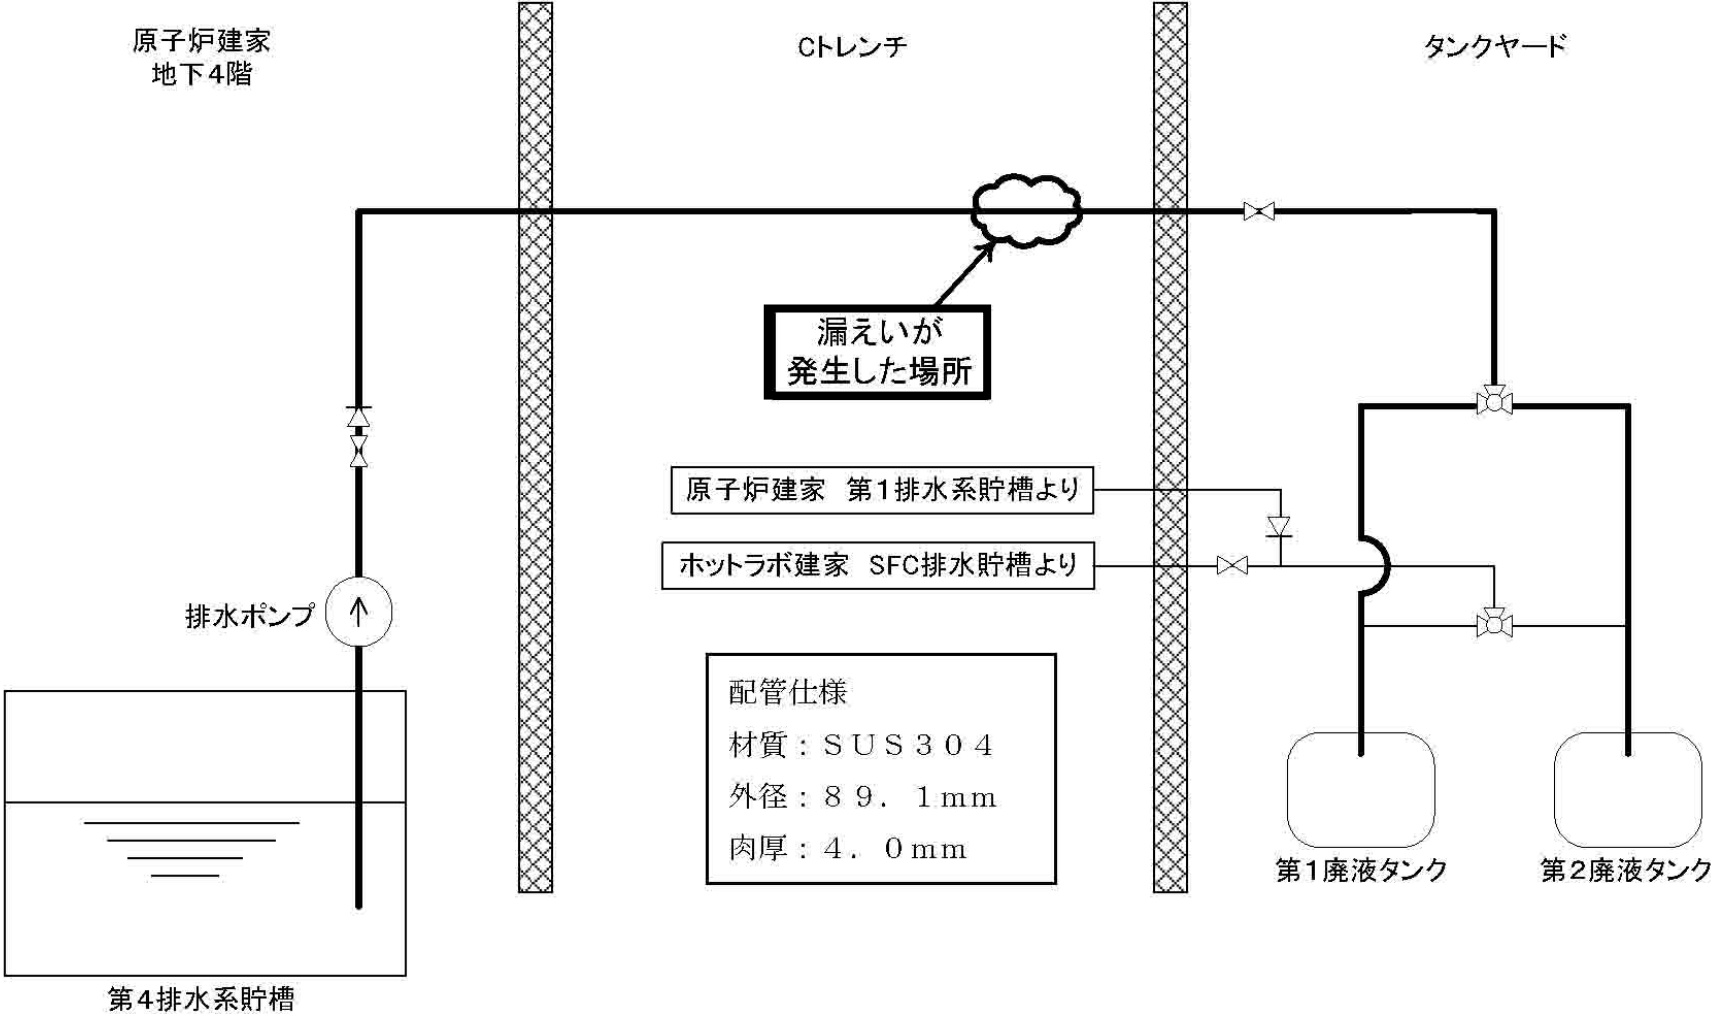 原子炉建家
地下4階
Cトレンチ
タンクヤード
漏えいが
発生した場所
原子炉建家　第1排水系貯槽より
ホットラボ建家　SFC排水貯槽より
排水ポンプ
配管仕様
材質：ＳＵＳ３０４
外径：８９．１mm
肉厚：４．０mm
第1廃液タンク
第2廃液タンク
第4排水系貯槽